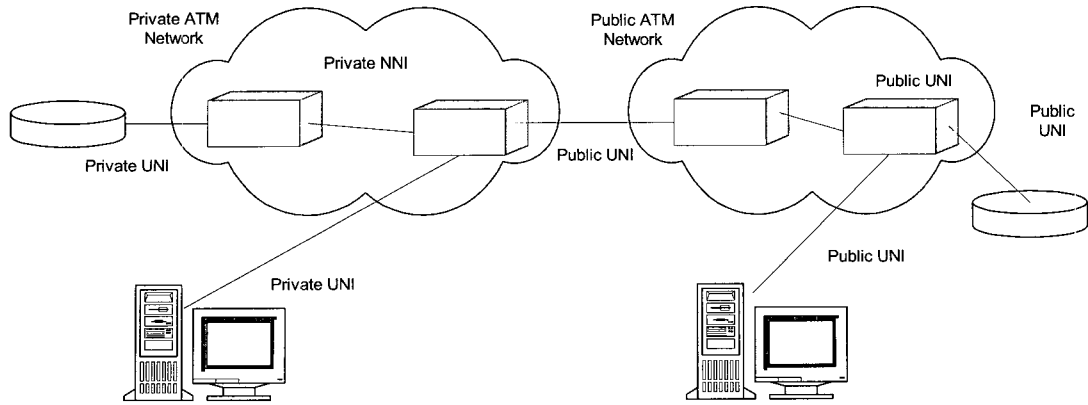 Private ATM
Network
Public ATM
Network
Private NNI
Public UNI
Public
UNI
Private UNI
Public UNI
Public UNI
Private UNI